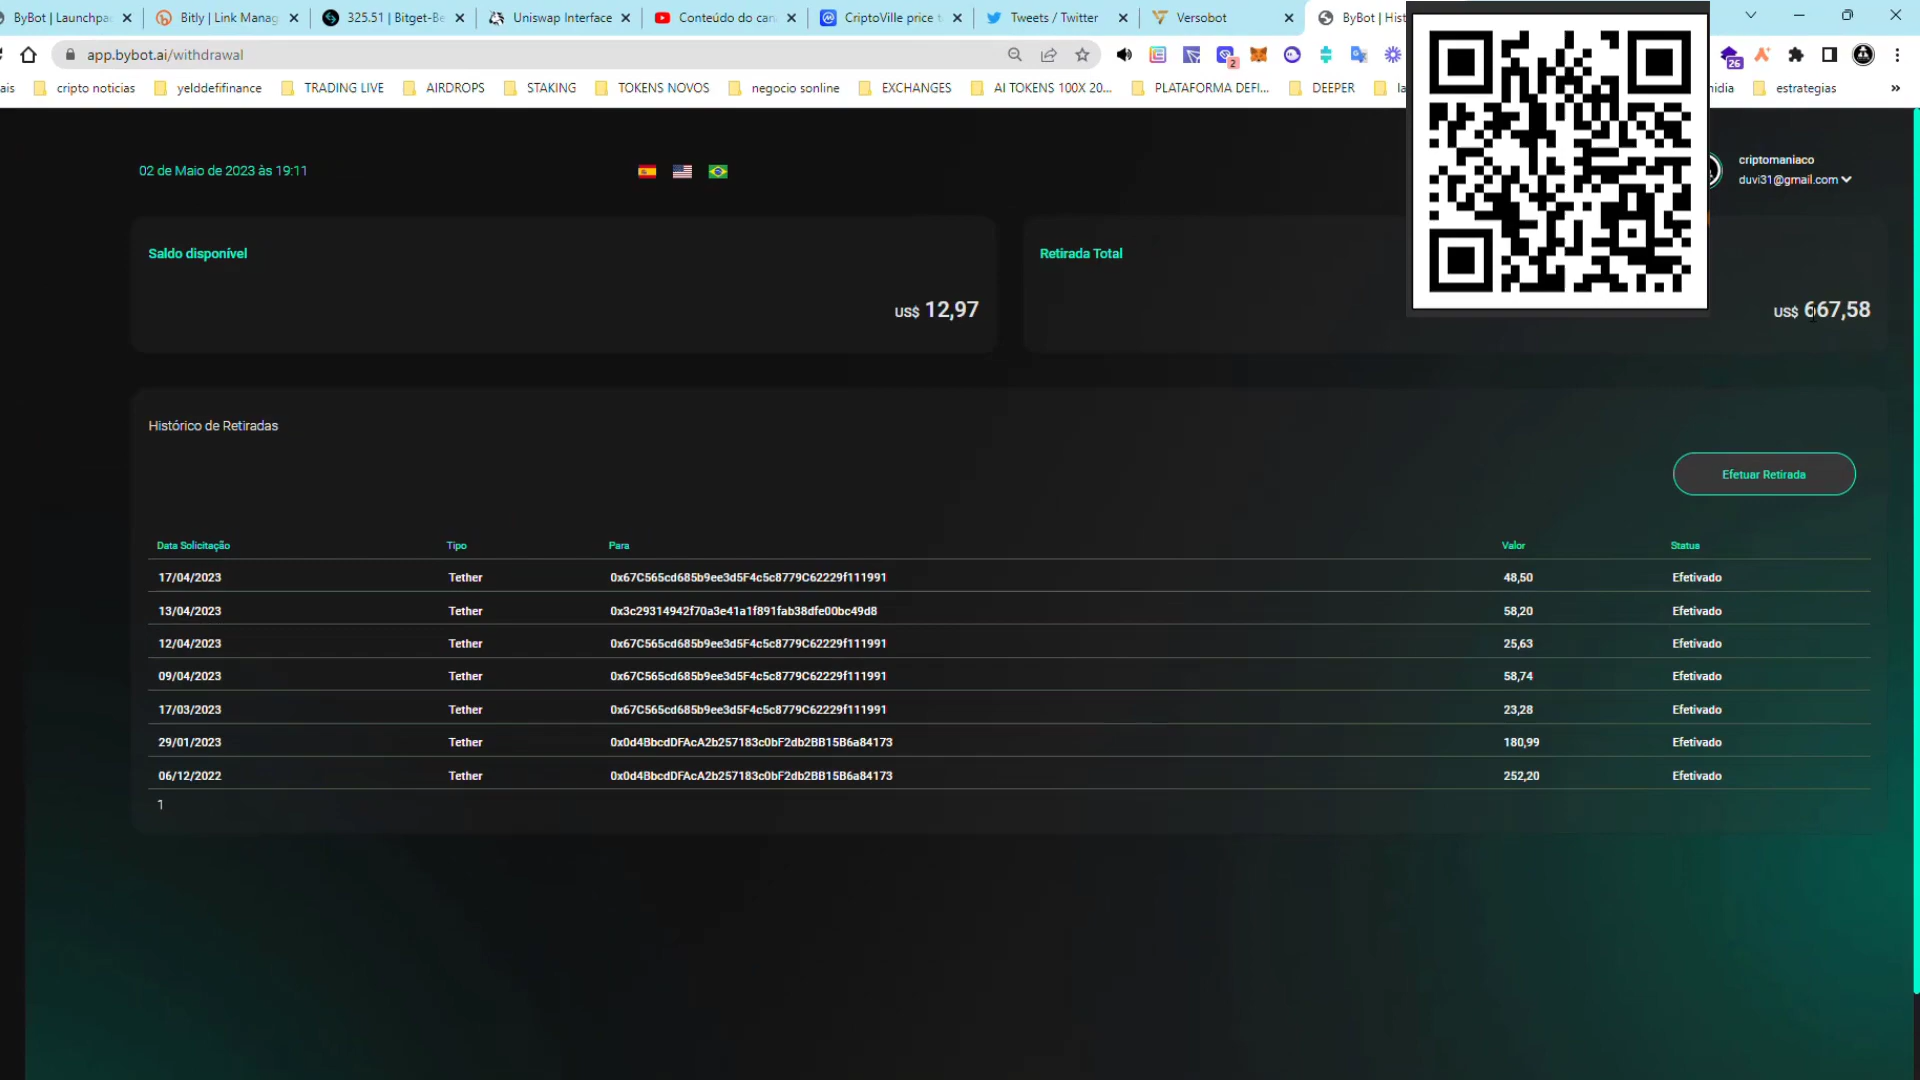 ByBot | Launchpa
Bitly | Link Manag
325.51 | Bitget-Be
Uniswap Interface
Conteúdo do can
CriptoVille price t
Tweets / Twitter
Versobot
ByBot | Hist
app.bybot.ai/withdrawal
2
26
ais
cripto noticias
yelddefifinance
TRADING LIVE
AIRDROPS
STAKING
TOKENS NOVOS
negocio sonline
EXCHANGES
AI TOKENS 100X 20...
PLATAFORMA DEFI...
DEEPER
la
nidia
estrategias
»
02 de Maio de 2023 às 19:11
criptomaniaco
duvi31@gmail.com
Saldo disponível
US$ 12,97
Retirada Total
US$ 667,58
Histórico de Retiradas
Efetuar Retirada
Data Solicitação Tipo Para Valor Status
17/04/2023 Tether 0x67C565cd685b9ee3d5F4c5c8779C62229f111991 48,50 Efetivado
13/04/2023 Tether 0x3c29314942f70a3e41a1f891fab38dfe00bc49d8 58,20 Efetivado
12/04/2023 Tether 0x67C565cd685b9ee3d5F4c5c8779C62229f111991 25,63 Efetivado
09/04/2023 Tether 0x67C565cd685b9ee3d5F4c5c8779C62229f111991 58,74 Efetivado
17/03/2023 Tether 0x67C565cd685b9ee3d5F4c5c8779C62229f111991 23,28 Efetivado
29/01/2023 Tether 0x0d4BbcdDFAcA2b257183c0bF2db2BB15B6a84173 180,99 Efetivado
06/12/2022 Tether 0x0d4BbcdDFAcA2b257183c0bF2db2BB15B6a84173 252,20 Efetivado
1